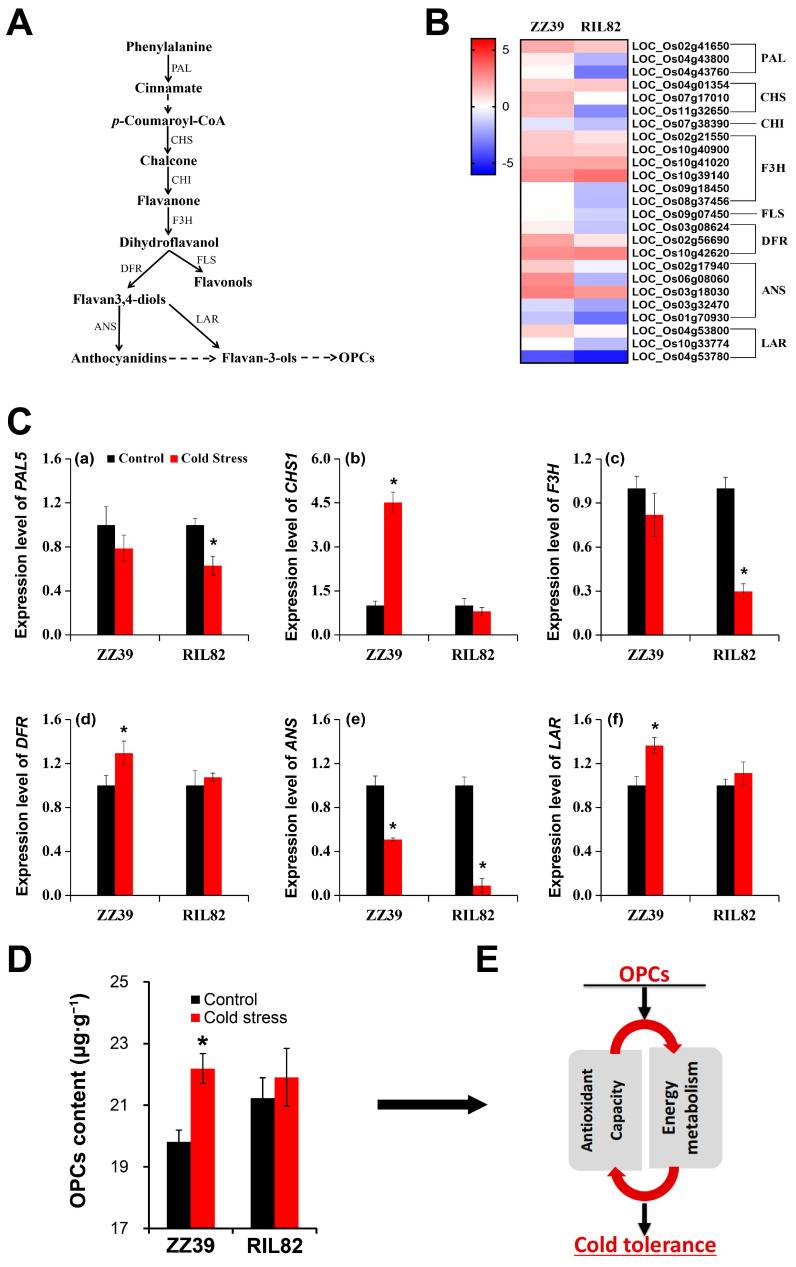 A
Phenylalanine
PAL
Cinnamate
p-Coumaroyl-CoA
CHS
Chalcone
CHI
Flavanone
F3H
Dihydroflavanol
DFR
FLS
Flavonols
Flavan3,4-diols
ANS
LAR
Anthocyanidins
Flavan-3-ols
OPCs
B
ZZ39 RIL82
5
0
-5
LOC_Os02g41650
LOC_Os04g43800
LOC_Os04g43760
LOC_Os04g01354
LOC_Os07g17010
LOC_Os11g32650
LOC_Os07g38390
LOC_Os02g21550
LOC_Os10g40900
LOC_Os10g41020
LOC_Os10g39140
LOC_Os09g18450
LOC_Os08g37456
LOC_Os09g07450
LOC_Os03g08624
LOC_Os02g56690
LOC_Os10g42620
LOC_Os02g17940
LOC_Os06g08060
LOC_Os03g18030
LOC_Os03g32470
LOC_Os01g70930
LOC_Os04g53800
LOC_Os10g33774
LOC_Os04g53780
PAL
CHS
CHI
F3H
FLS
DFR
ANS
LAR
C
Expression level of PAL5
1.6
1.2
0.8
0.4
0.0
(a)
Control Cold Stress
*
ZZ39 RIL82
Expression level of CHS1
6.0
4.5
3.0
1.5
0.0
(b)
*
ZZ39 RIL82
Expression level of F3H
1.2
0.9
0.6
0.3
0.0
(c)
*
ZZ39 RIL82
Expression level of DFR
1.6
1.2
0.8
0.4
0.0
(d)
*
ZZ39 RIL82
Expression level of ANS
1.6
1.2
0.8
0.4
0.0
(e)
*
*
ZZ39 RIL82
Expression level of LAR
1.6
1.2
0.8
0.4
0.0
(f)
*
ZZ39 RIL82
D
OPCs content (µg·g⁻¹)
25
23
21
19
17
Control
Cold stress
*
ZZ39 RIL82
E
OPCs
Antioxidant
Capacity
Energy
metabolism
Cold tolerance